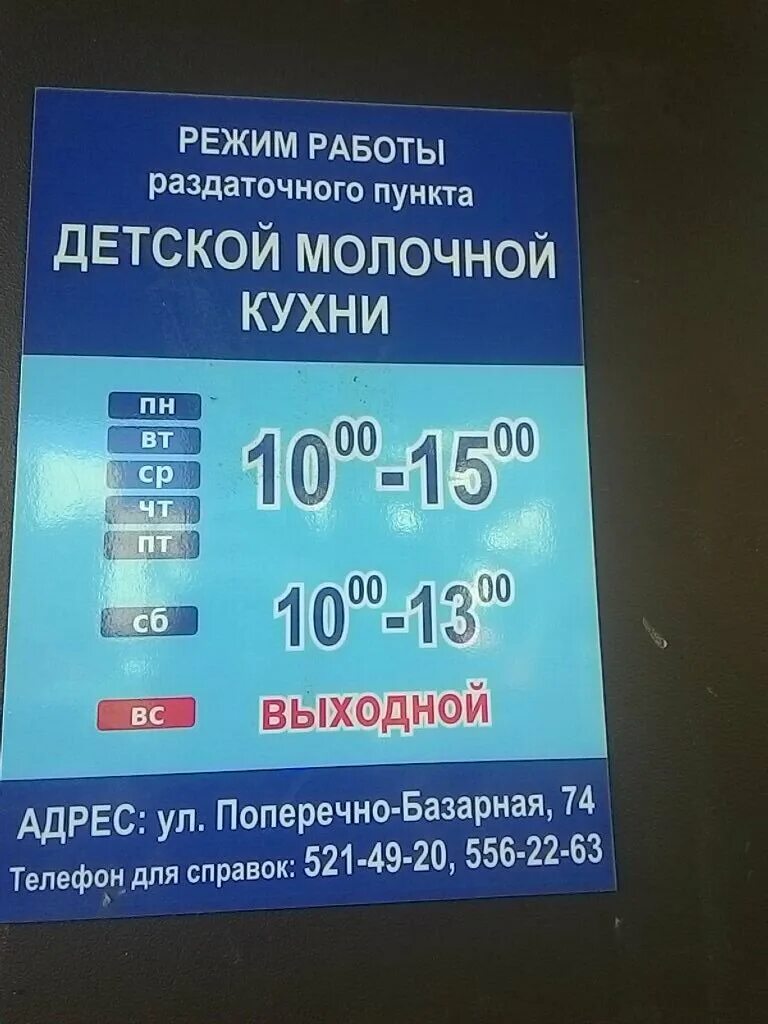 РЕЖИМ РАБОТЫ
раздаточного пункта
ДЕТСКОЙ МОЛОЧНОЙ
КУХНИ
пн
вт
ср
чт
пт
10⁰⁰-15⁰⁰
сб 10⁰⁰-13⁰⁰
вс ВЫХОДНОЙ
АДРЕС: ул. Поперечно-Базарная, 74
Телефон для справок: 521-49-20, 556-22-63